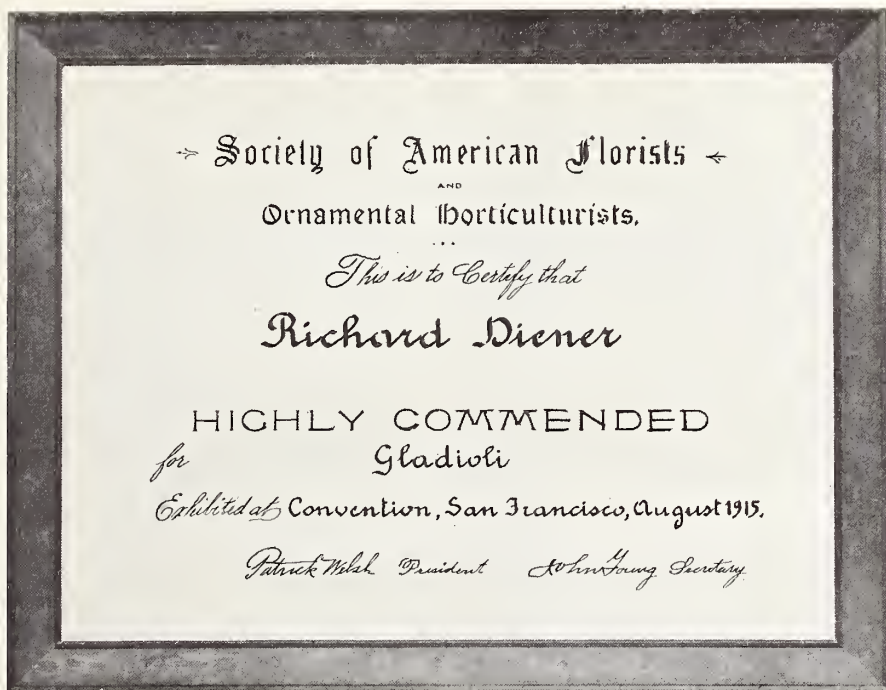 Society of American Florists
AND
Ornamental Horticulturists.
This is to Certify that
Richard Diener
HIGHLY COMMENDED
for Gladioli
Exhibited at Convention, San Francisco, August 1915.
Patrick Welsh President John Young Secretary